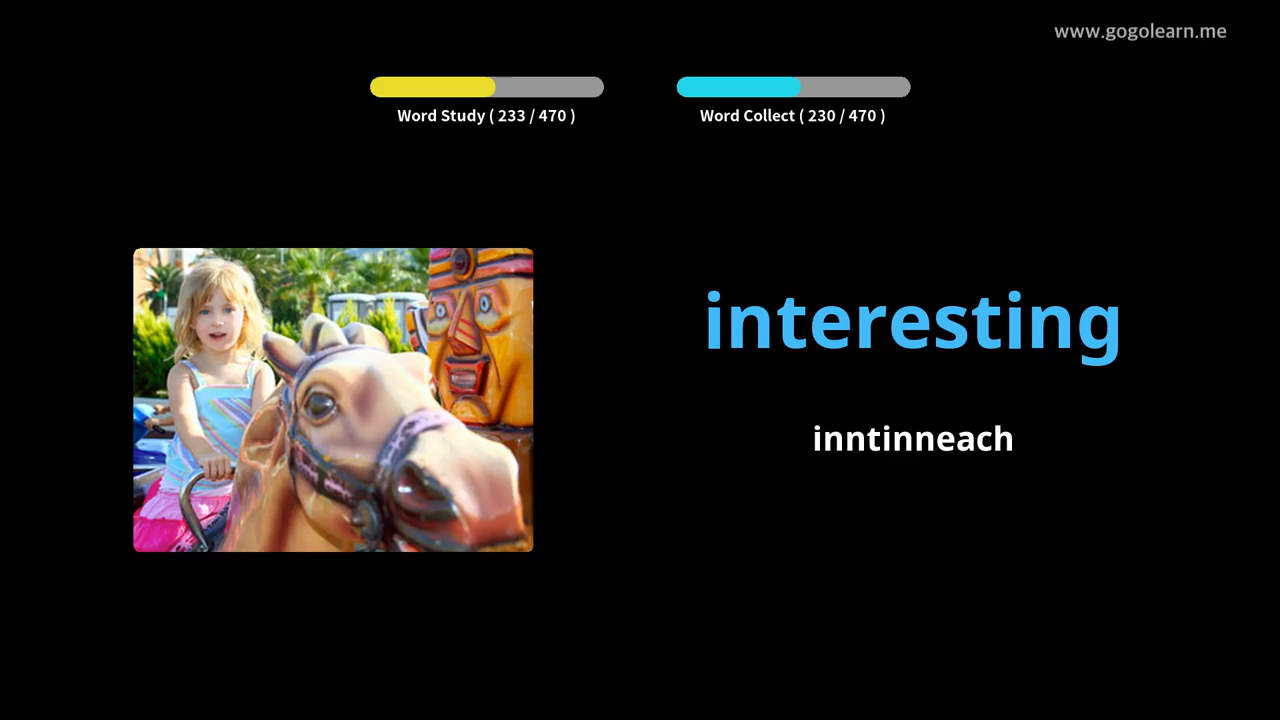 www.gogolearn.me
Word Study ( 233 / 470 )
Word Collect ( 230 / 470 )
interesting
inntinneach